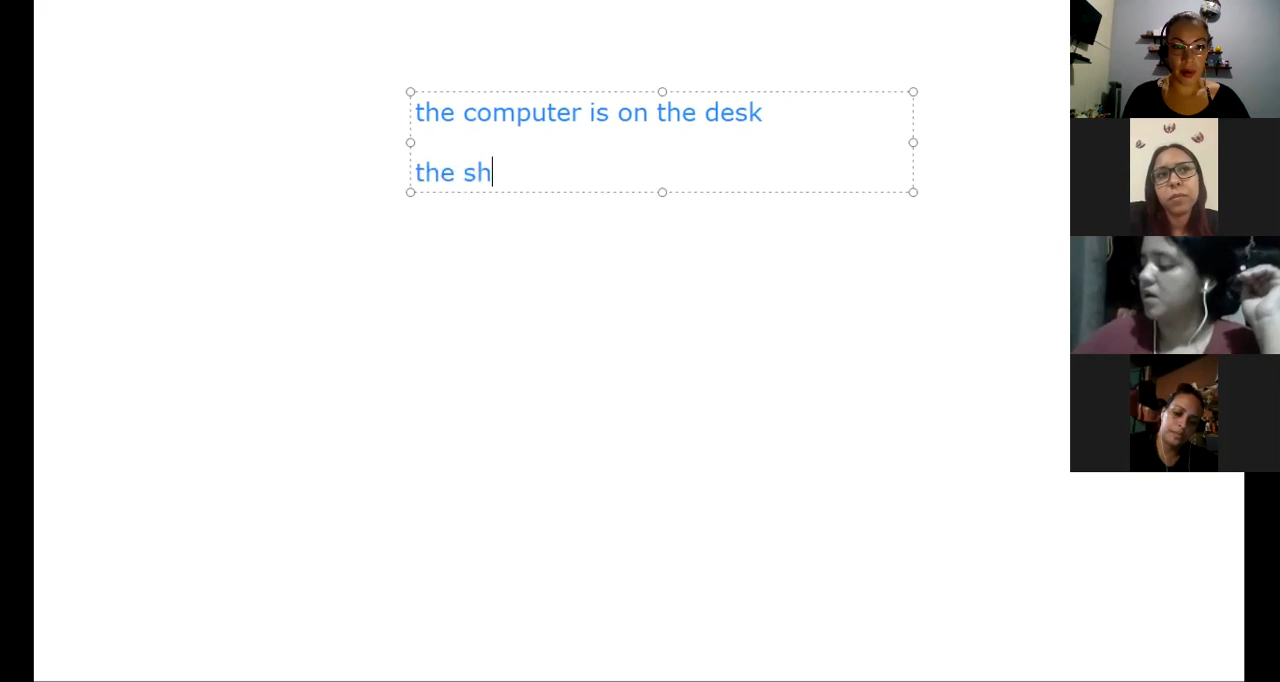 the computer is on the desk
the sh